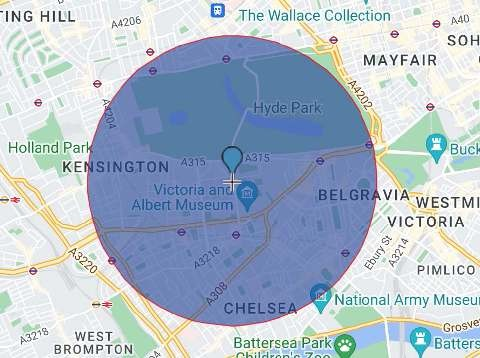 TING HILL
The Wallace Collection
A40
SOH
MAYFAIR
A4204
A4202
Hyde Park
Holland Park
KENSINGTON
A315
A315
Buck
Victoria and
Albert Museum
BELGRAVIA
WESTMI
VICTORIA
Ebury St
A3214
A3220
A3218
A308
PIMLICO
CHELSEA
National Army Museum
Grosve
A3218
WEST
BROMPTON
Battersea Park
Children's Zoo
Batters